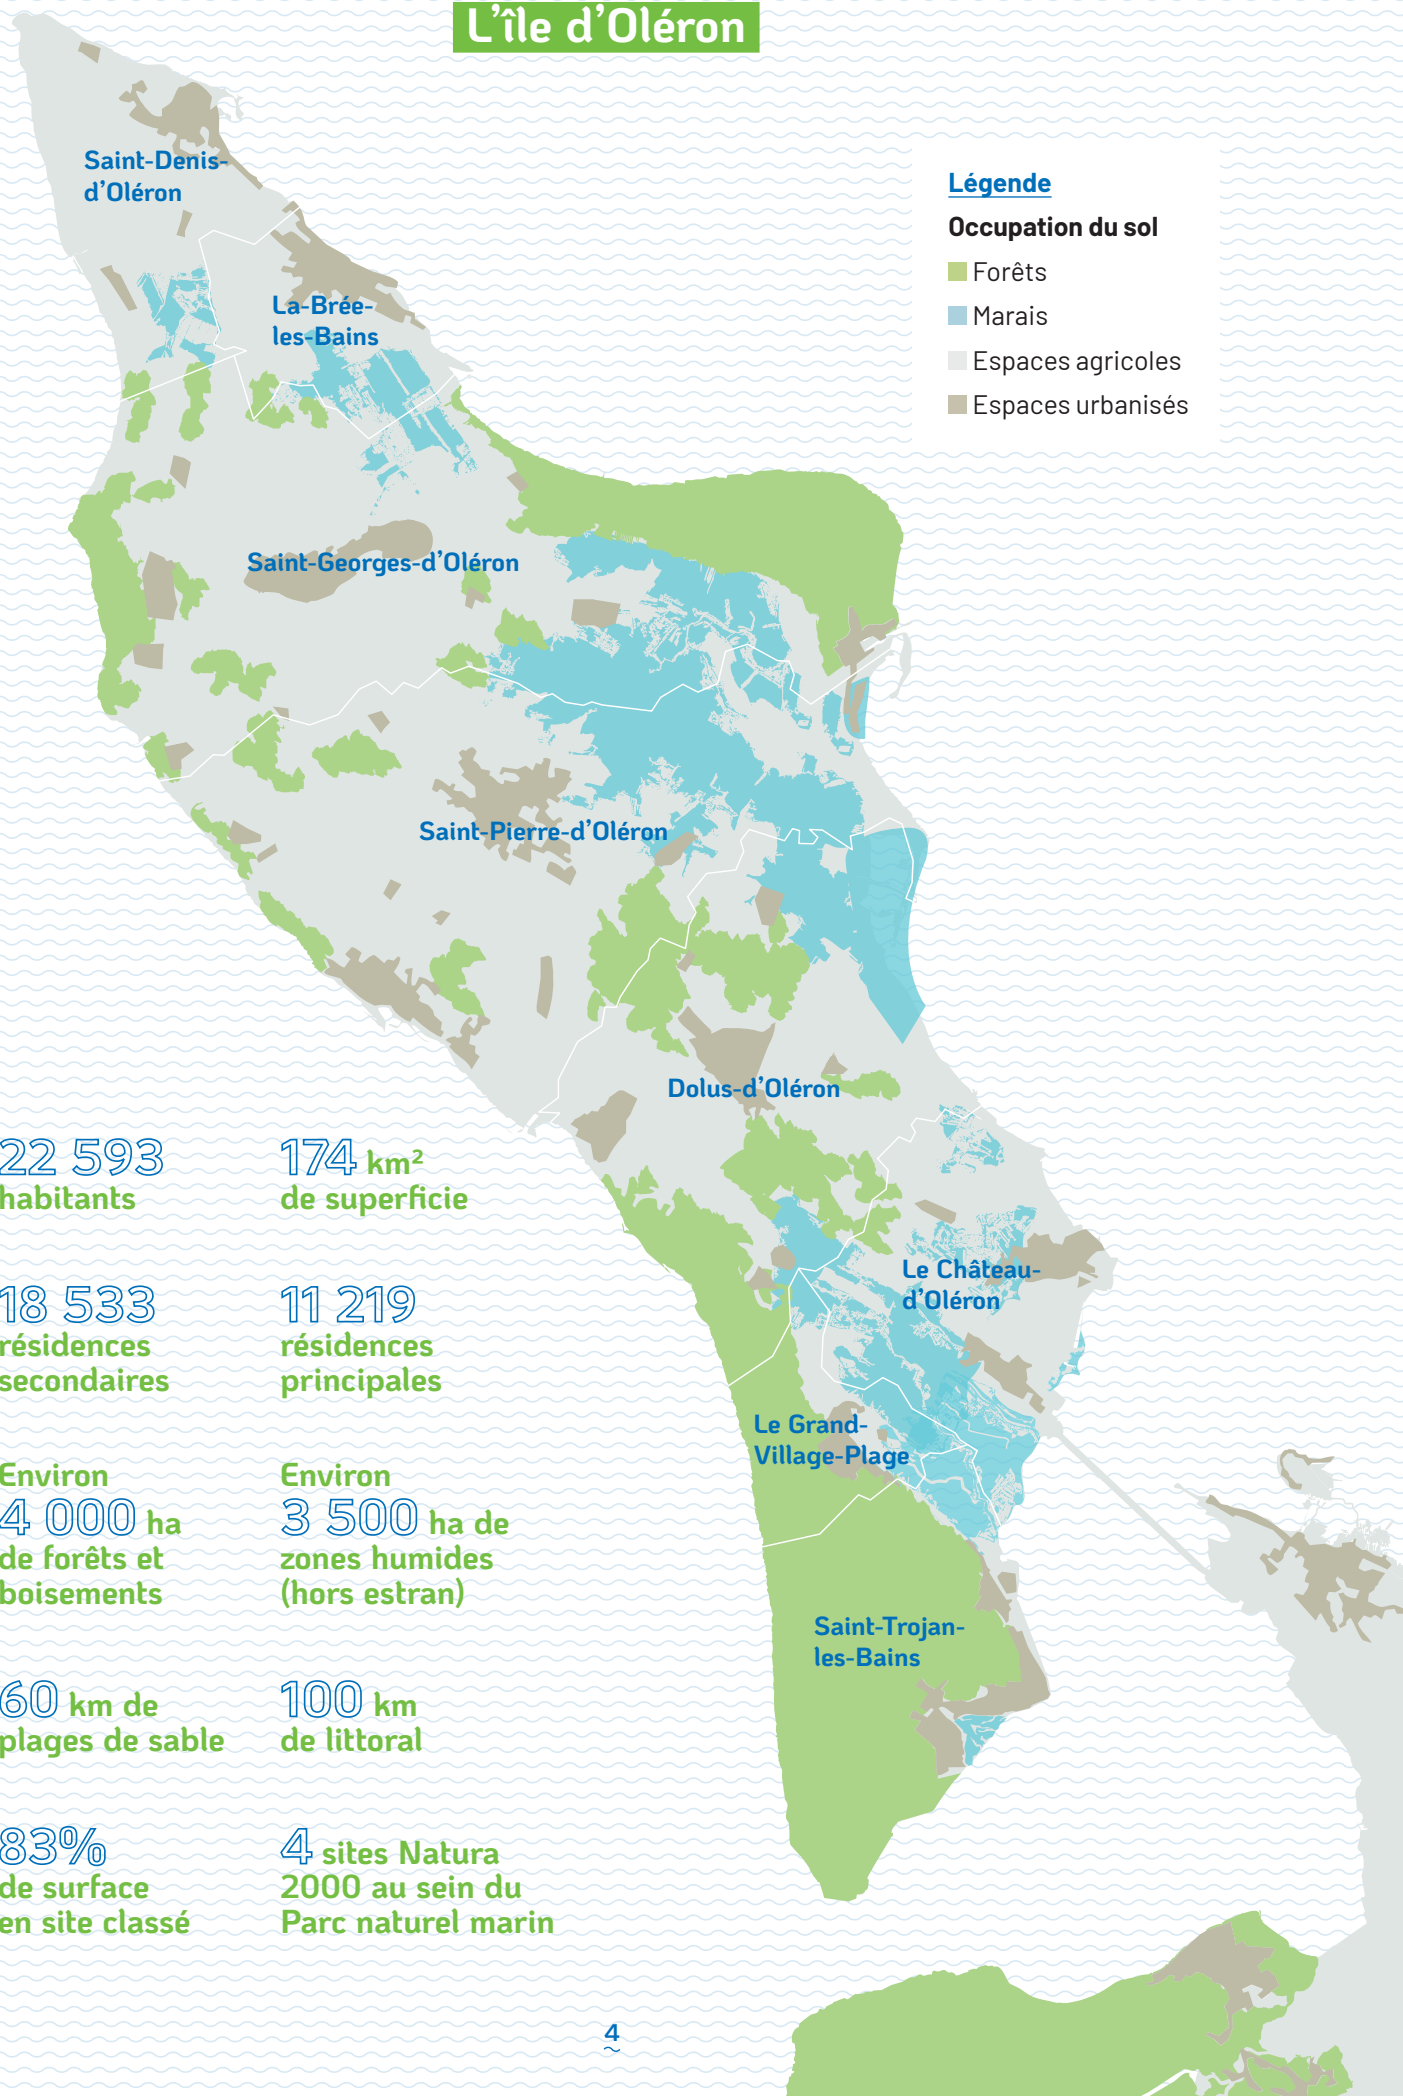 L'île d'Oléron
Saint-Denis-
d'Oléron
Légende
Occupation du sol
Forêts
Marais
Espaces agricoles
Espaces urbanisés
La-Brée-
les-Bains
Saint-Georges-d'Oléron
Saint-Pierre-d'Oléron
Dolus-d'Oléron
Le Château-
d'Oléron
Le Grand-
Village-Plage
Saint-Trojan-
les-Bains
22 593
habitants
174 km²
de superficie
18 533
résidences
secondaires
11 219
résidences
principales
Environ
4 000 ha
de forêts et
boisements
Environ
3 500 ha de
zones humides
(hors estran)
60 km de
plages de sable
100 km
de littoral
83%
de surface
en site classé
4 sites Natura
2000 au sein du
Parc naturel marin
4